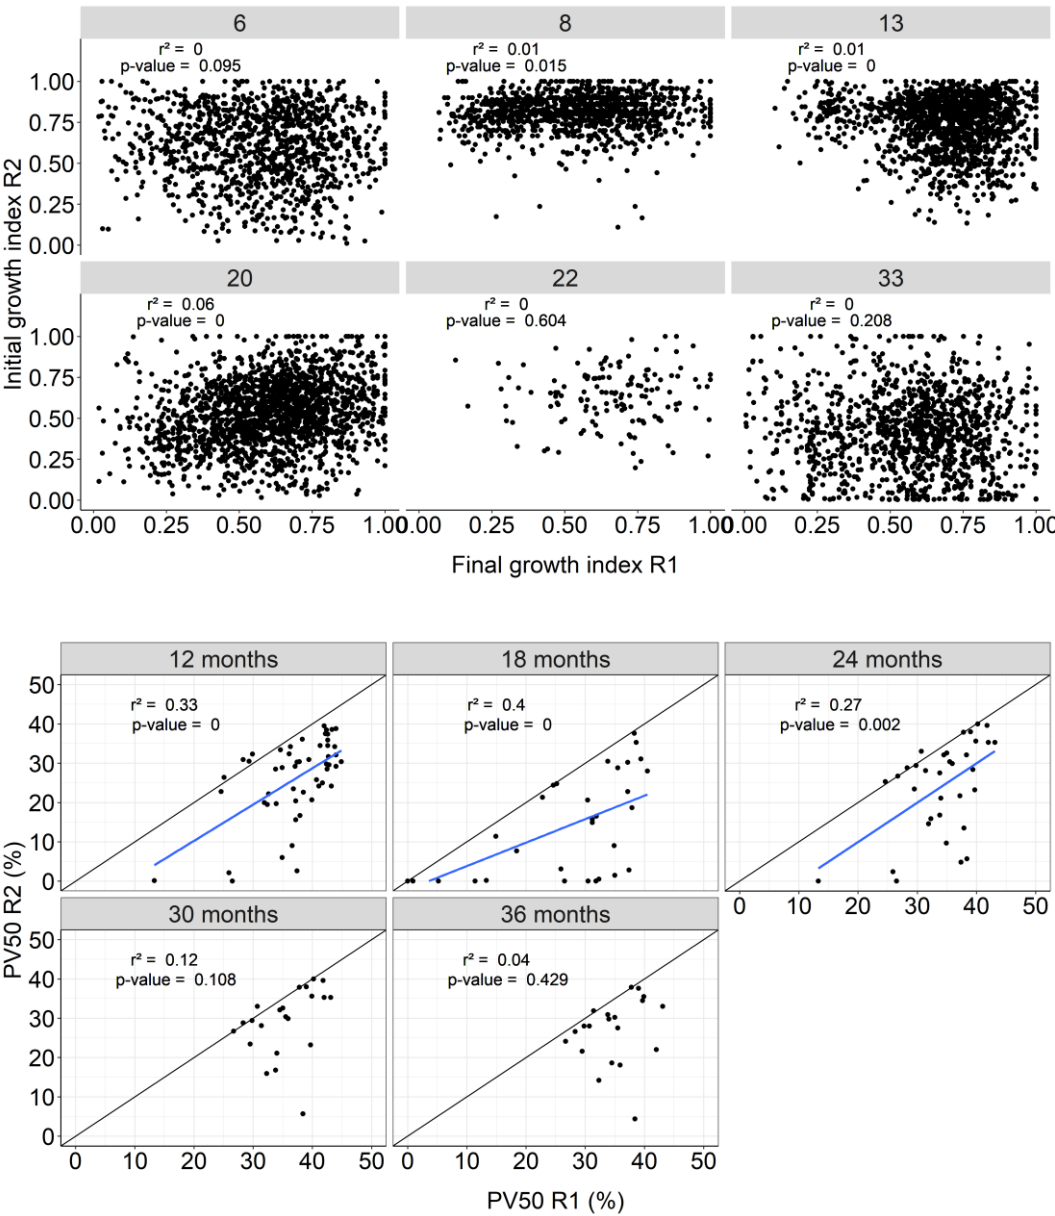 6 8 13
r² = 0 r² = 0.01 r² = 0.01
p-value = 0.095 p-value = 0.015 p-value = 0
1.00
0.75
0.50
0.25
0.00
20 22 33
r² = 0.06 r² = 0 r² = 0
p-value = 0 p-value = 0.604 p-value = 0.208
1.00
0.75
0.50
0.25
0.00
Initial growth index R2
0.00 0.25 0.50 0.75 1.00 0.00 0.25 0.50 0.75 1.00 0.00 0.25 0.50 0.75 1.00
Final growth index R1
12 months 18 months 24 months
r² = 0.33 r² = 0.4 r² = 0.27
p-value = 0 p-value = 0 p-value = 0.002
50
40
30
20
10
0
0 10 20 30 40 50
30 months 36 months
r² = 0.12 r² = 0.04
p-value = 0.108 p-value = 0.429
50
40
30
20
10
0
PV50 R2 (%)
0 10 20 30 40 50 0 10 20 30 40 50
PV50 R1 (%)